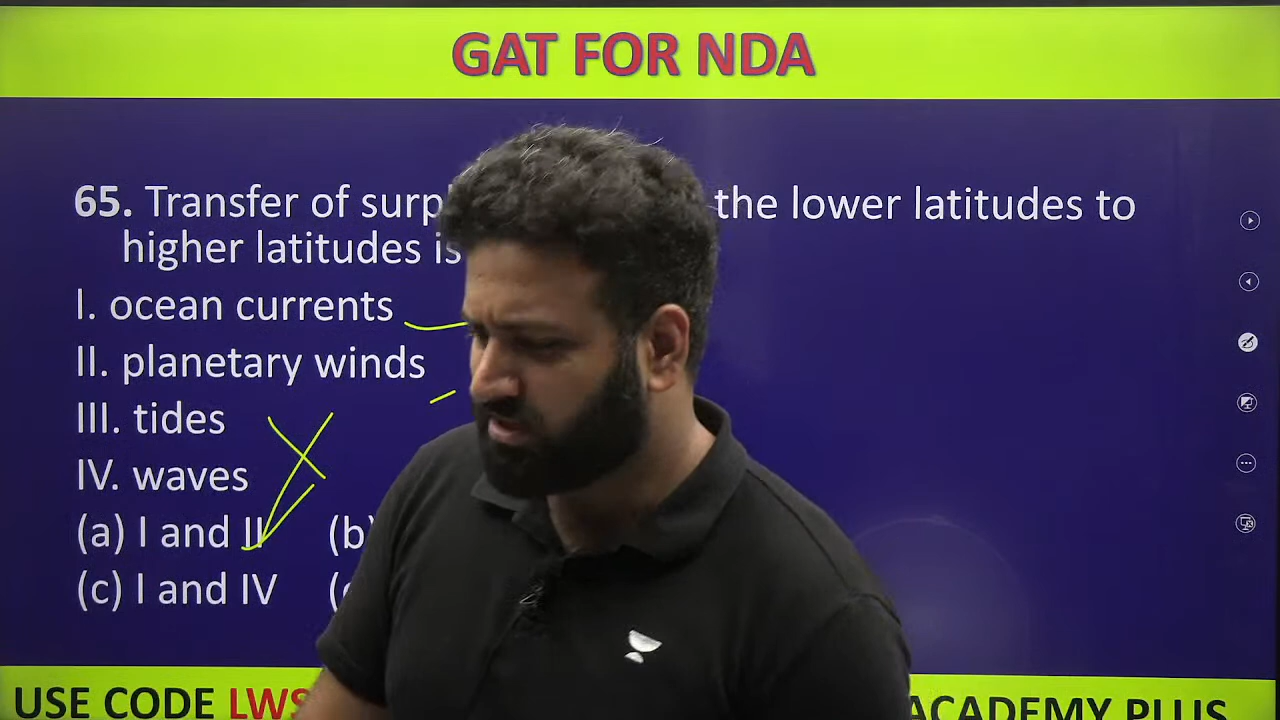 GAT FOR NDA
65. Transfer of surp the lower latitudes to
higher latitudes is
I. ocean currents
II. planetary winds
III. tides
IV. waves
(a) I and II (b)
(c) I and IV (
USE CODE LWS ACADEMY PLUS